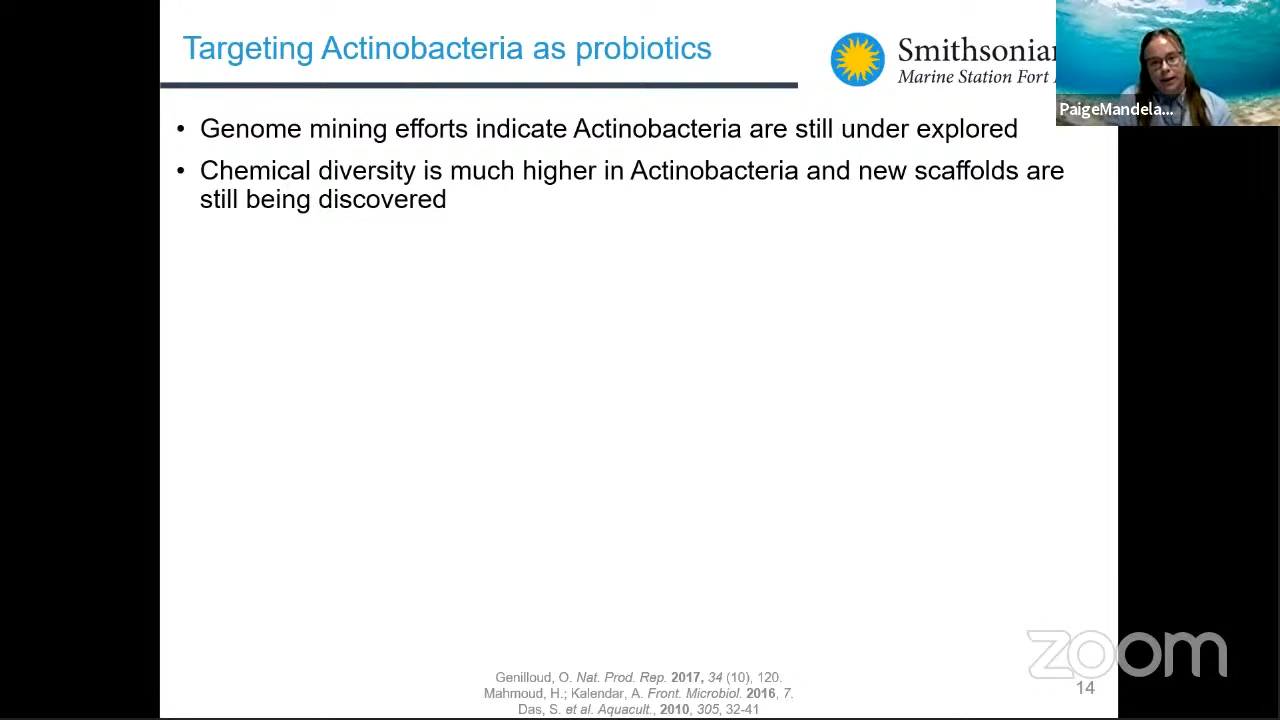 Targeting Actinobacteria as probiotics
Smithsonian
Marine Station Fort
PaigeMandela...
• Genome mining efforts indicate Actinobacteria are still under explored
• Chemical diversity is much higher in Actinobacteria and new scaffolds are
still being discovered
Genilloud, O. Nat. Prod. Rep. 2017, 34 (10), 120.
Mahmoud, H.; Kalendar, A. Front. Microbiol. 2016, 7.
Das, S. et al. Aquacult., 2010, 305, 32-41
zoom
14